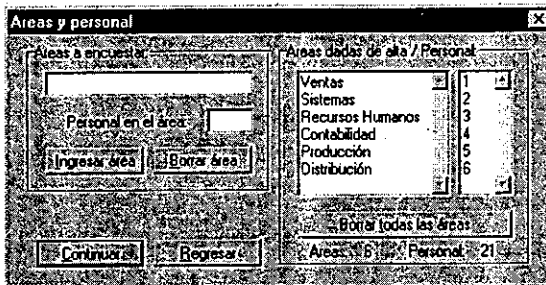 Areas y personal
Areas a encuestar
Personal en el área:
Ingresar área
Borrar área
Continuar
Regresar
Areas dadas de alta / Personal
Ventas 1
Sistemas 2
Recursos Humanos 3
Contabilidad 4
Producción 5
Distribución 6
Borrar todas las áreas
Areas: 6 Personal: 21